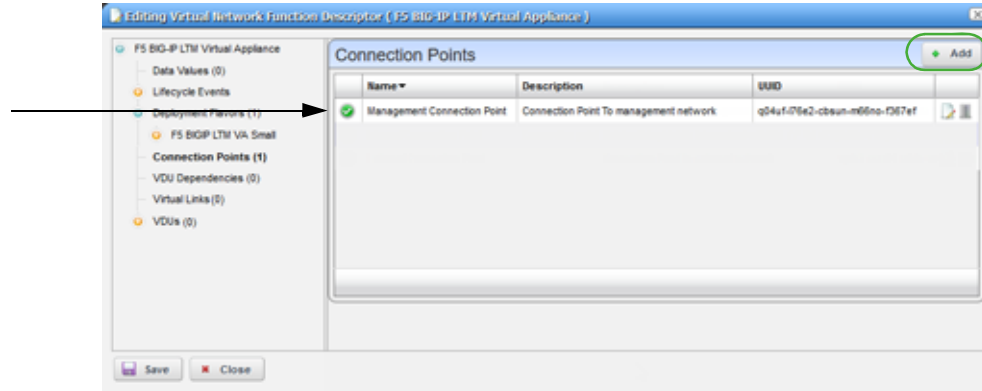 Editing Virtual Network Function Descriptor ( F5 BIG-IP LTM Virtual Appliance )
F5 BIG-IP LTM Virtual Appliance
Data Values (0)
Lifecycle Events
Deployment Flavors (1)
F5 BIGIP LTM VA Small
Connection Points (1)
VDU Dependencies (0)
Virtual Links (0)
VDUs (0)
Connection Points
Add
Name Description UUID
Management Connection Point Connection Point To management network
Save Close